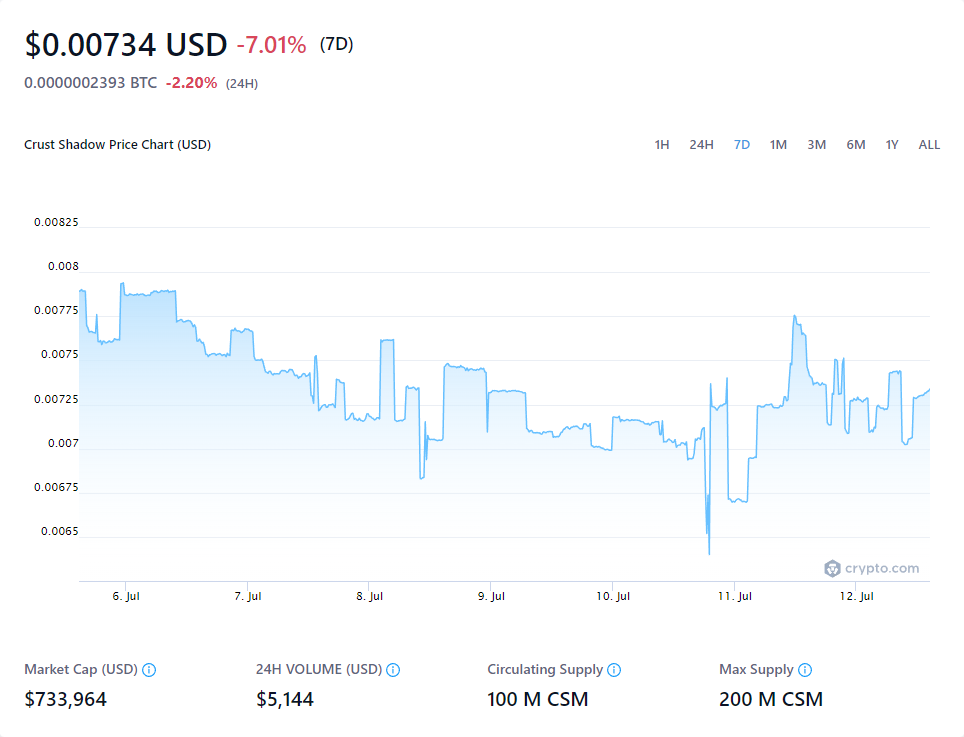 $0.00734 USD -7.01% (7D)
0.0000002393 BTC -2.20% (24H)
Crust Shadow Price Chart (USD)
1H 24H 7D 1M 3M 6M 1Y ALL
0.00825
0.008
0.00775
0.0075
0.00725
0.007
0.00675
0.0065
crypto.com
6. Jul 7. Jul 8. Jul 9. Jul 10. Jul 11. Jul 12. Jul
Market Cap (USD) 24H VOLUME (USD) Circulating Supply Max Supply
$733,964 $5,144 100 M CSM 200 M CSM